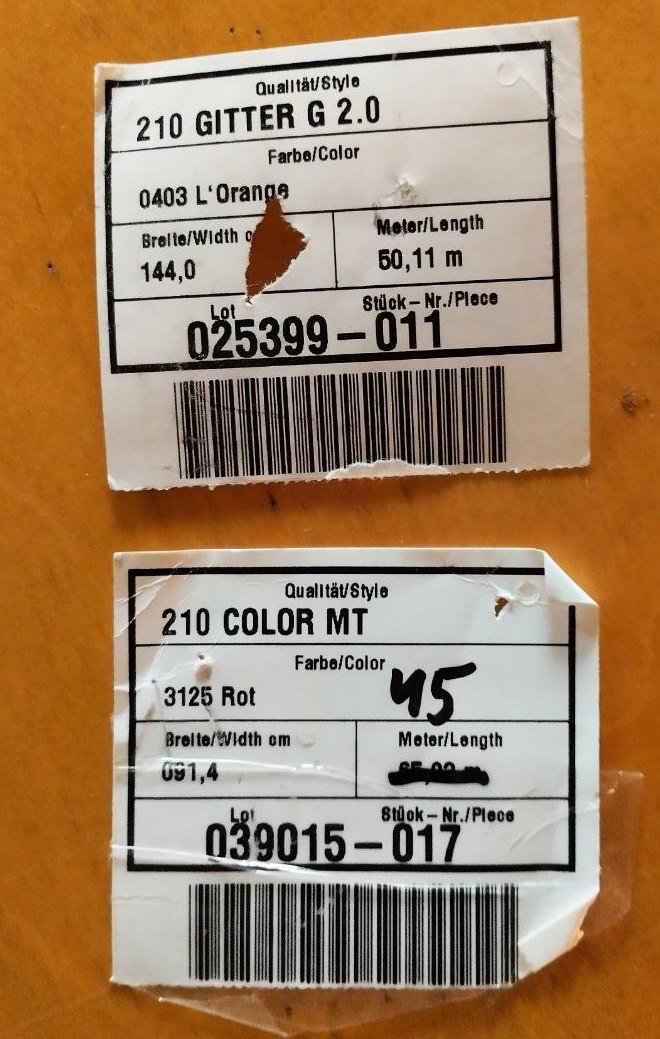 Qualität/Style
210 GITTER G 2.0
Farbe/Color
0403 L'Orange
Breite/Width
Meter/Length
144,0
50,11 m
Lot
Stück-Nr./Piece
025399-011
Qualität/Style
210 COLOR MT
Farbe/Color
45
3125 Rot
Breite/Width cm
Meter/Length
091,4
Lot
Stück-Nr./Piece
039015-017